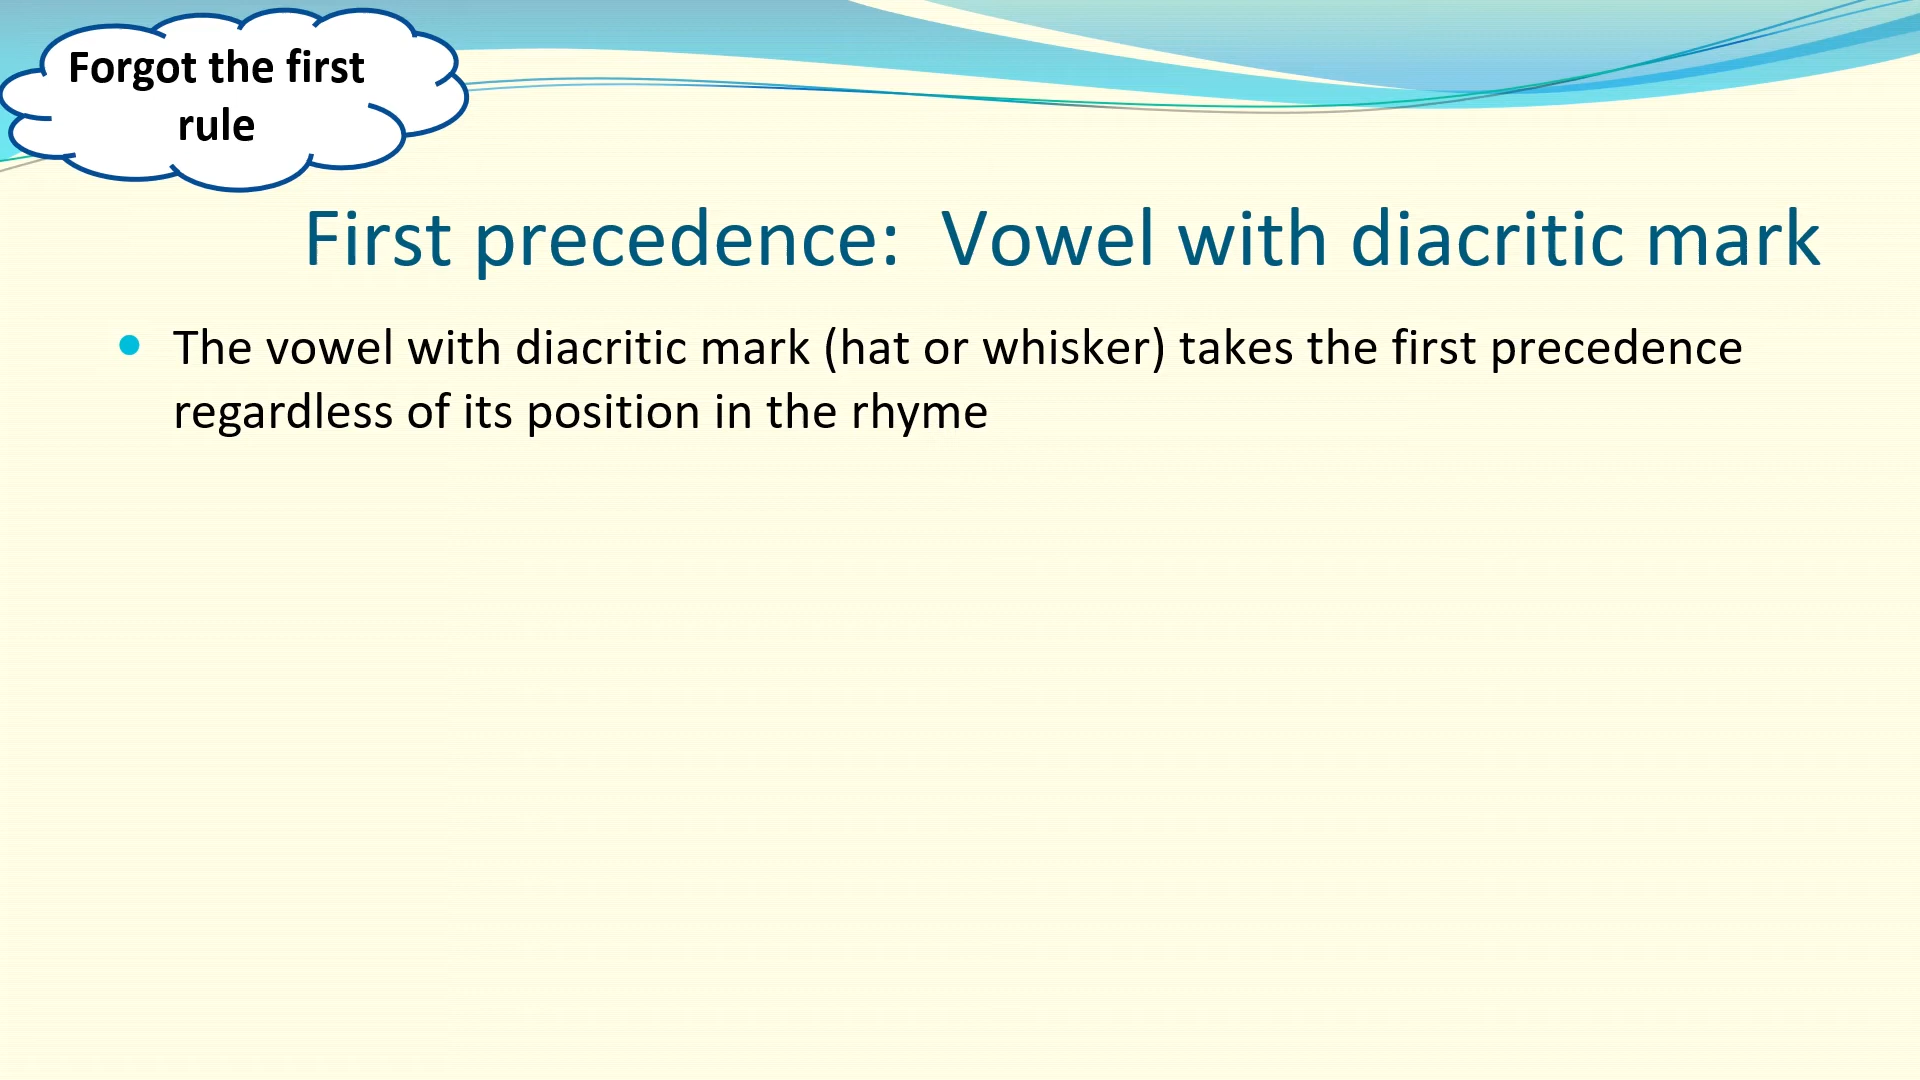 Forgot the first
rule
First precedence: Vowel with diacritic mark
The vowel with diacritic mark (hat or whisker) takes the first precedence
regardless of its position in the rhyme